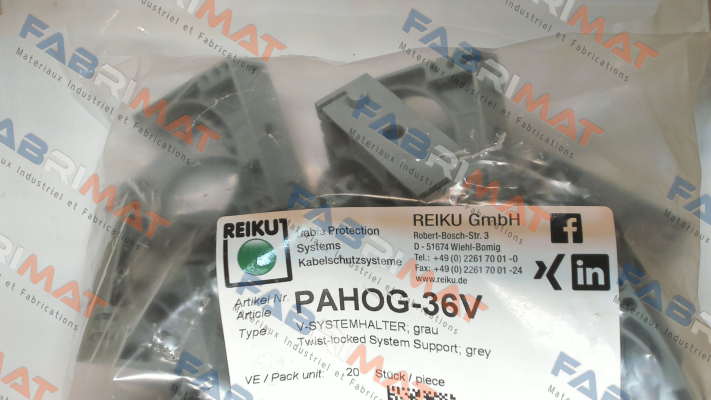 REIKU
Cable Protection
Systems
Kabelschutzsysteme
REIKU GmbH
Robert-Bosch-Str. 3
D - 51674 Wiehl-Bomig
Tel.: +49 (0) 2261 70 01 -0
Fax: +49 (0) 2261 70 01 -24
www.reiku.de
f
in
Artikel Nr.
Article
PAHOG-36V
Type
V-SYSTEMHALTER; grau
Twist-locked System Support; grey
VE / Pack unit: 20 Stück / piece
FABRIMAT
Materiaux Industriel et Fabrications